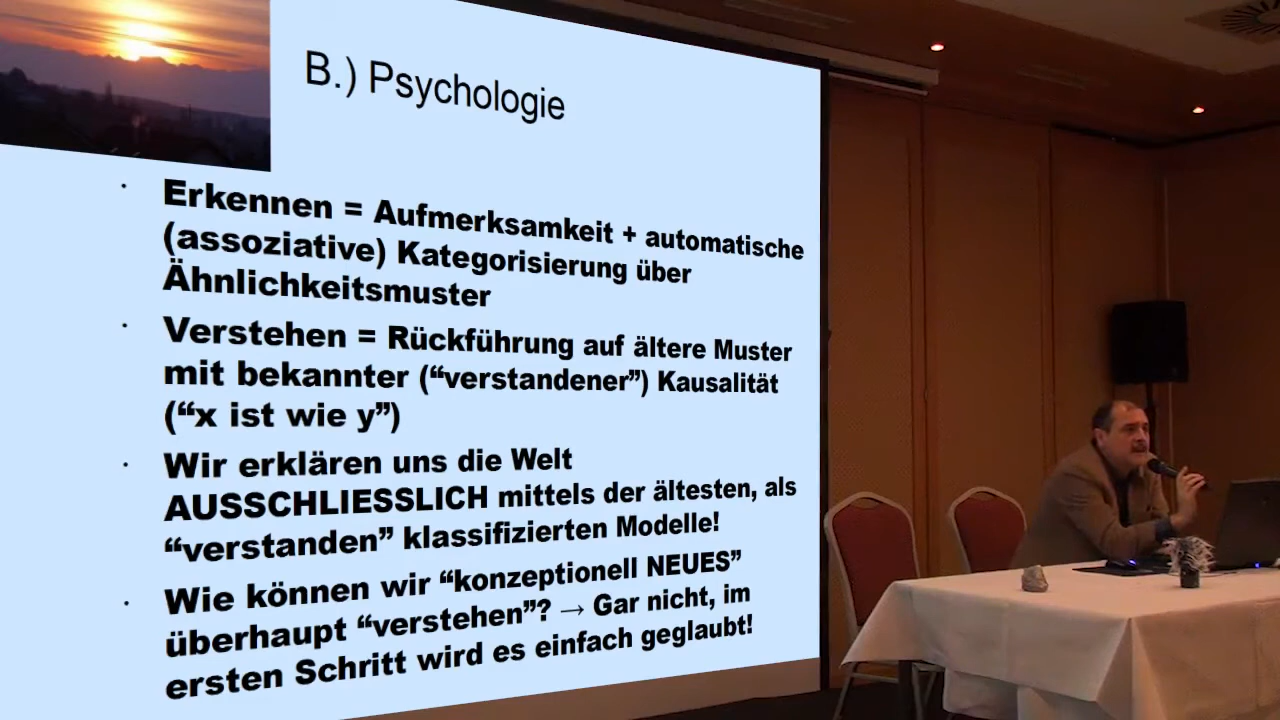 B.) Psychologie
Erkennen = Aufmerksamkeit + automatische
(assoziative) Kategorisierung über
Ähnlichkeitsmuster
Verstehen = Rückführung auf ältere Muster
mit bekannter (“verstandener”) Kausalität
(“x ist wie y”)
Wir erklären uns die Welt
AUSSCHLIESSLICH mittels der ältesten, als
“verstanden” klassifizierten Modelle!
Wie können wir “konzeptionell NEUES”
überhaupt “verstehen”? → Gar nicht, im
ersten Schritt wird es einfach geglaubt!